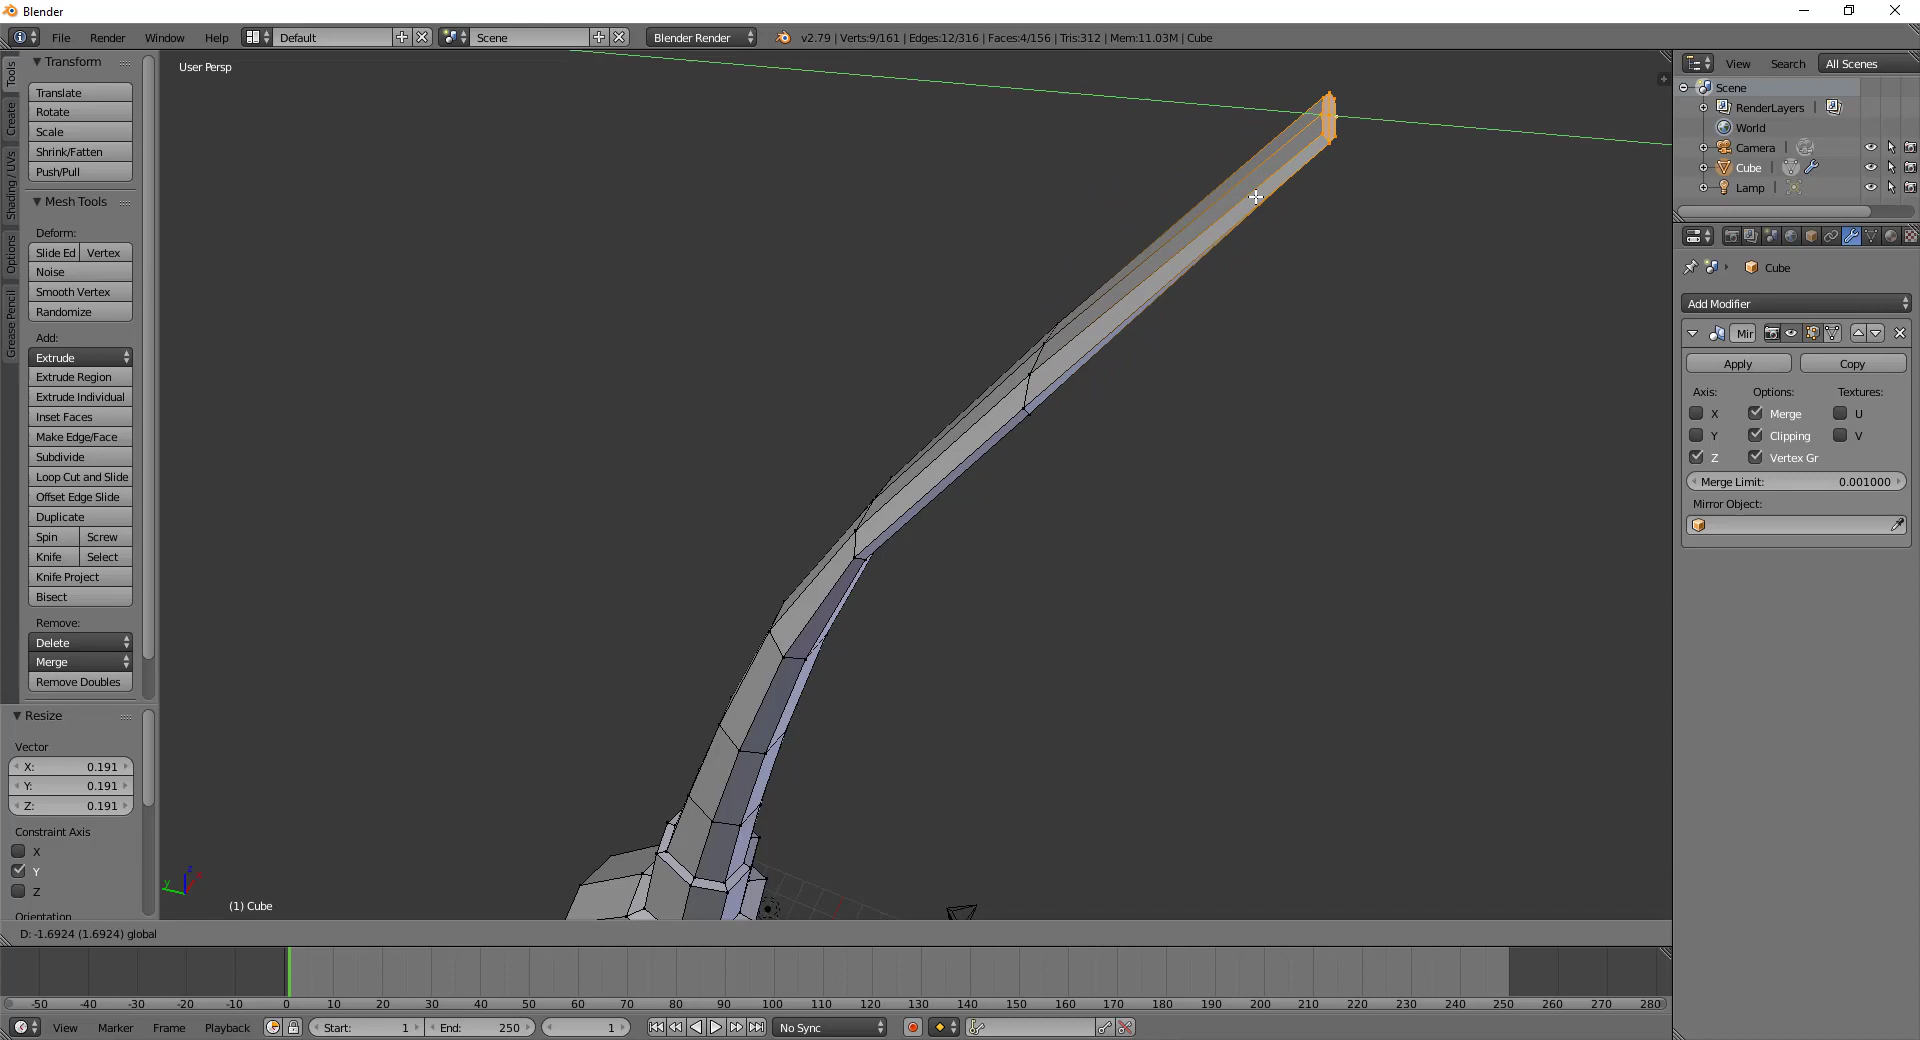 Blender
File Render Window Help Default Scene Blender Render v2.79 | Verts:9/161 | Edges:12/316 | Faces:4/156 | Tris:312 | Mem:11.03M | Cube
Tools
Create
Shading / UVs
Options
Grease Pencil
Transform
Translate
Rotate
Scale
Shrink/Fatten
Push/Pull
Mesh Tools
Deform:
Slide Ed Vertex
Noise
Smooth Vertex
Randomize
Add:
Extrude
Extrude Region
Extrude Individual
Inset Faces
Make Edge/Face
Subdivide
Loop Cut and Slide
Offset Edge Slide
Duplicate
Spin Screw
Knife Select
Knife Project
Bisect
Remove:
Delete
Merge
Remove Doubles
Resize
Vector
X: 0.191
Y: 0.191
Z: 0.191
Constraint Axis
X
Y
Z
Orientation
User Persp
y z
(1) Cube
D: -1.6924 (1.6924) global
View Search All Scenes
Scene
RenderLayers |
World
Camera |
Cube |
Lamp |
Cube
Add Modifier
Mir
Apply Copy
Axis: Options: Textures:
X Merge U
Y Clipping V
Z Vertex Gr
Merge Limit: 0.001000
Mirror Object:
-50 -40 -30 -20 -10 0 10 20 30 40 50 60 70 80 90 100 110 120 130 140 150 160 170 180 190 200 210 220 230 240 250 260 270 280
View Marker Frame Playback Start: 1 End: 250 1 No Sync